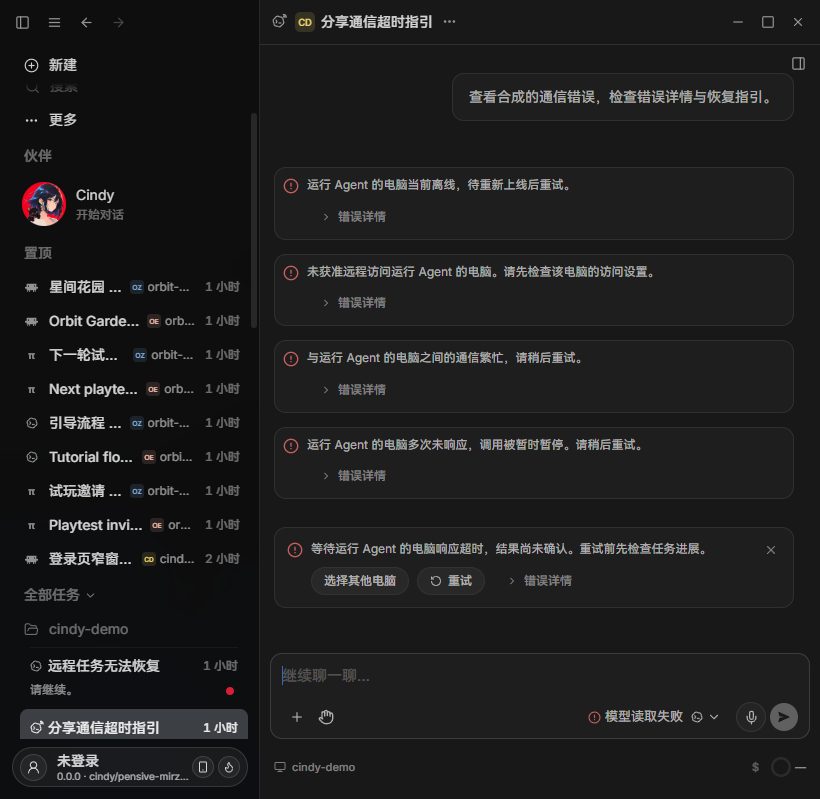 CD 分享通信超时指引 ···
新建
搜索
更多
伙伴
Cindy
开始对话
置顶
星间花园 ... OZ orbit-... 1 小时
Orbit Garde... OE orb... 1 小时
下一轮试... OZ orbit-... 1 小时
Next playte... OE orb... 1 小时
引导流程 ... OZ orbit-... 1 小时
Tutorial flo... OE orbi... 1 小时
试玩邀请 ... OZ orbit-... 1 小时
Playtest invi... OE or... 1 小时
登录页窄窗... CD cind... 2 小时
全部任务
cindy-demo
远程任务无法恢复 1 小时
请继续。
分享通信超时指引 1 小时
未登录
0.0.0 · cindy/pensive-mirz...
查看合成的通信错误，检查错误详情与恢复指引。
运行 Agent 的电脑当前离线，待重新上线后重试。
错误详情
未获准远程访问运行 Agent 的电脑。请先检查该电脑的访问设置。
错误详情
与运行 Agent 的电脑之间的通信繁忙，请稍后重试。
错误详情
运行 Agent 的电脑多次未响应，调用被暂时暂停。请稍后重试。
错误详情
等待运行 Agent 的电脑响应超时，结果尚未确认。重试前先检查任务进展。
选择其他电脑 重试 错误详情
继续聊一聊...
模型读取失败
cindy-demo $